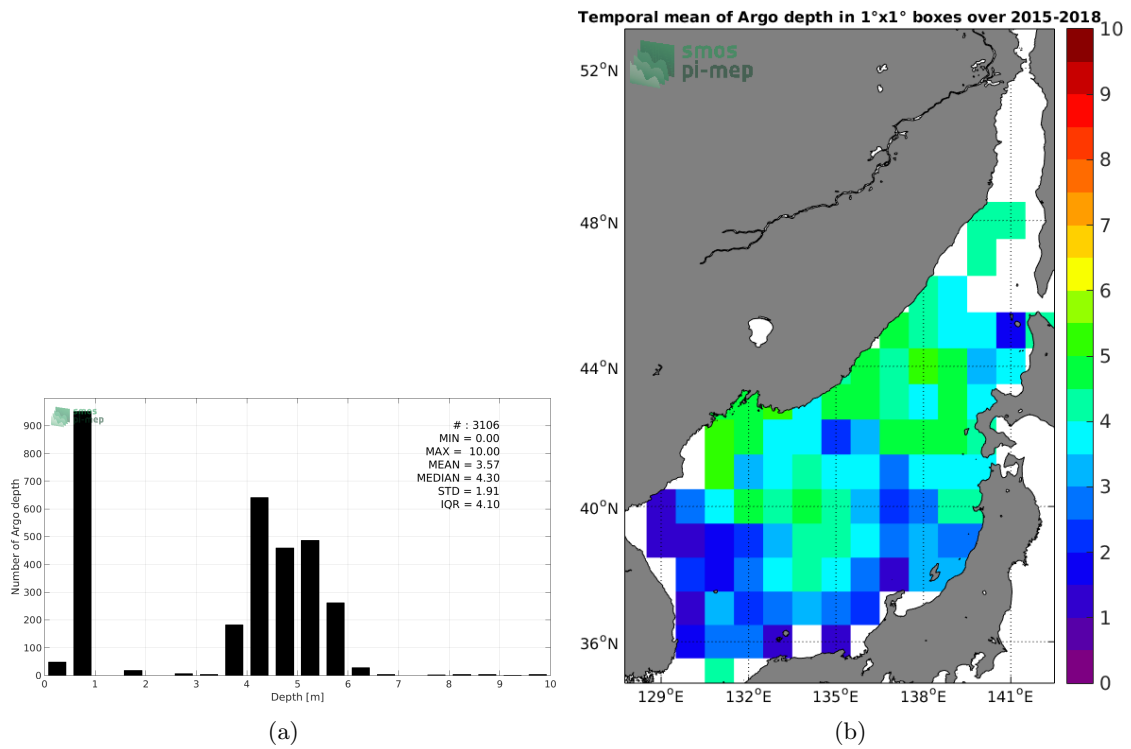 smos
pi-mep
# : 3106
MIN = 0.00
MAX = 10.00
MEAN = 3.57
MEDIAN = 4.30
STD = 1.91
IQR = 4.10
Number of Argo depth
900
800
700
600
500
400
300
200
100
0
0 1 2 3 4 5 6 7 8 9 10
Depth [m]
(a)
Temporal mean of Argo depth in 1°x1° boxes over 2015-2018
smos
pi-mep
52°N
48°N
44°N
40°N
36°N
129°E 132°E 135°E 138°E 141°E
10
9
8
7
6
5
4
3
2
1
0
(b)